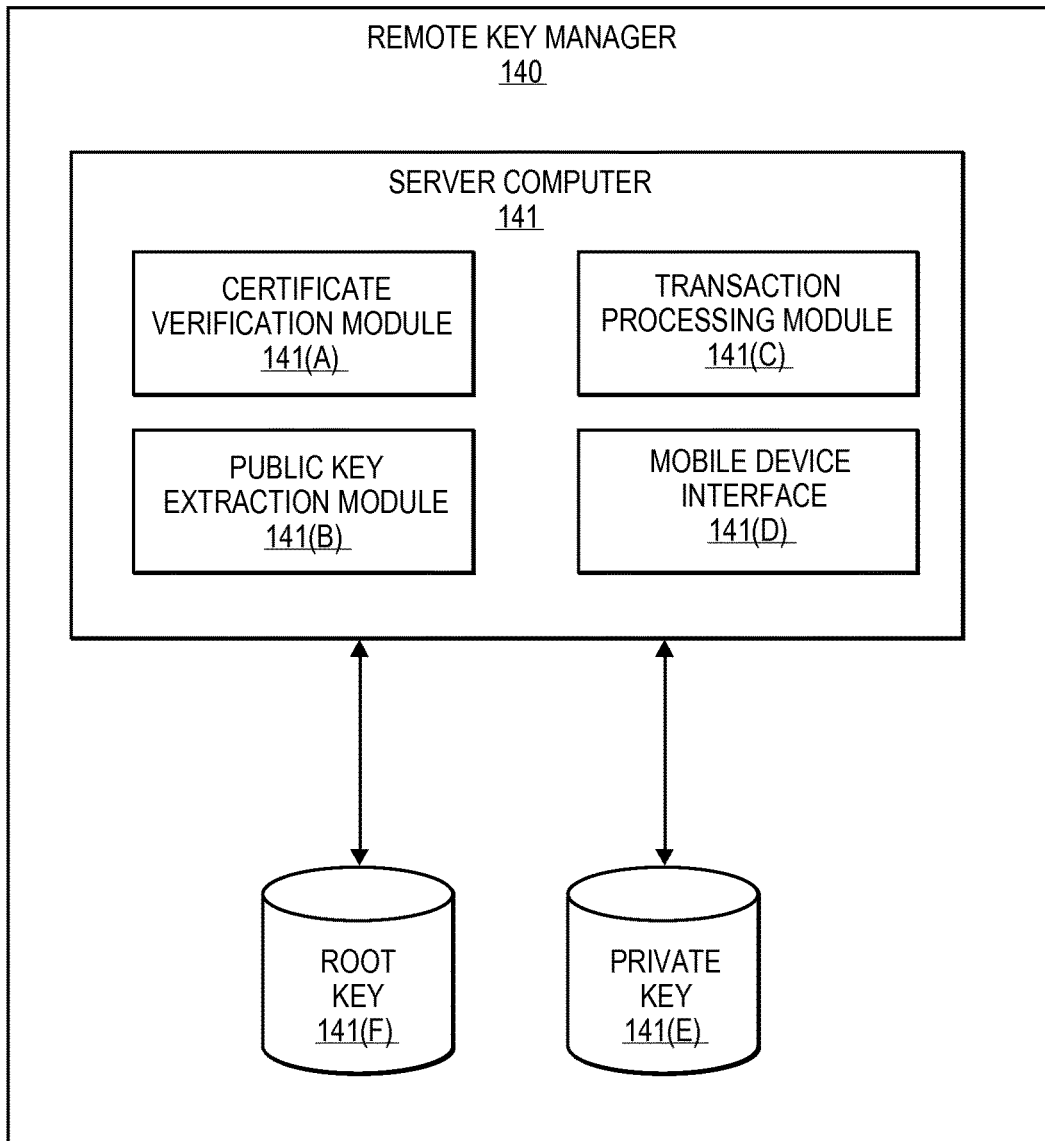 REMOTE KEY MANAGER
140
SERVER COMPUTER
141
CERTIFICATE
VERIFICATION MODULE
141(A)
TRANSACTION
PROCESSING MODULE
141(C)
PUBLIC KEY
EXTRACTION MODULE
141(B)
MOBILE DEVICE
INTERFACE
141(D)
ROOT
KEY
141(F)
PRIVATE
KEY
141(E)